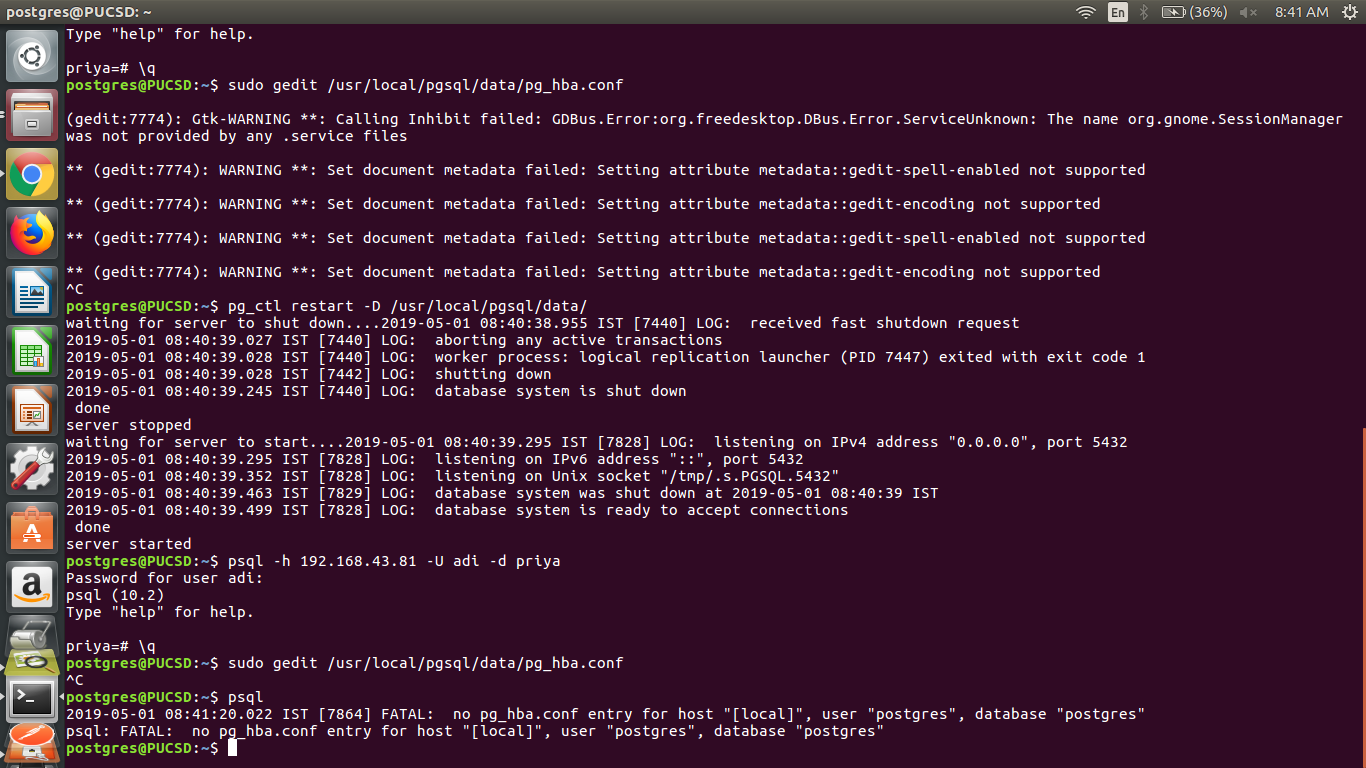 postgres@PUCSD: ~
En
(36%)
8:41 AM
Type "help" for help.
priya=# \q
postgres@PUCSD:~$ sudo gedit /usr/local/pgsql/data/pg_hba.conf
(gedit:7774): Gtk-WARNING **: Calling Inhibit failed: GDBus.Error:org.freedesktop.DBus.Error.ServiceUnknown: The name org.gnome.SessionManager
was not provided by any .service files
** (gedit:7774): WARNING **: Set document metadata failed: Setting attribute metadata::gedit-spell-enabled not supported
** (gedit:7774): WARNING **: Set document metadata failed: Setting attribute metadata::gedit-encoding not supported
** (gedit:7774): WARNING **: Set document metadata failed: Setting attribute metadata::gedit-spell-enabled not supported
** (gedit:7774): WARNING **: Set document metadata failed: Setting attribute metadata::gedit-encoding not supported
^C
postgres@PUCSD:~$ pg_ctl restart -D /usr/local/pgsql/data/
waiting for server to shut down....2019-05-01 08:40:38.955 IST [7440] LOG:  received fast shutdown request
2019-05-01 08:40:39.027 IST [7440] LOG:  aborting any active transactions
2019-05-01 08:40:39.028 IST [7440] LOG:  worker process: logical replication launcher (PID 7447) exited with exit code 1
2019-05-01 08:40:39.028 IST [7442] LOG:  shutting down
2019-05-01 08:40:39.245 IST [7440] LOG:  database system is shut down
 done
server stopped
waiting for server to start....2019-05-01 08:40:39.295 IST [7828] LOG:  listening on IPv4 address "0.0.0.0", port 5432
2019-05-01 08:40:39.295 IST [7828] LOG:  listening on IPv6 address "::", port 5432
2019-05-01 08:40:39.352 IST [7828] LOG:  listening on Unix socket "/tmp/.s.PGSQL.5432"
2019-05-01 08:40:39.463 IST [7829] LOG:  database system was shut down at 2019-05-01 08:40:39 IST
2019-05-01 08:40:39.499 IST [7828] LOG:  database system is ready to accept connections
 done
server started
postgres@PUCSD:~$ psql -h 192.168.43.81 -U adi -d priya
Password for user adi:
psql (10.2)
Type "help" for help.
priya=# \q
postgres@PUCSD:~$ sudo gedit /usr/local/pgsql/data/pg_hba.conf
^C
postgres@PUCSD:~$ psql
2019-05-01 08:41:20.022 IST [7864] FATAL:  no pg_hba.conf entry for host "[local]", user "postgres", database "postgres"
psql: FATAL:  no pg_hba.conf entry for host "[local]", user "postgres", database "postgres"
postgres@PUCSD:~$